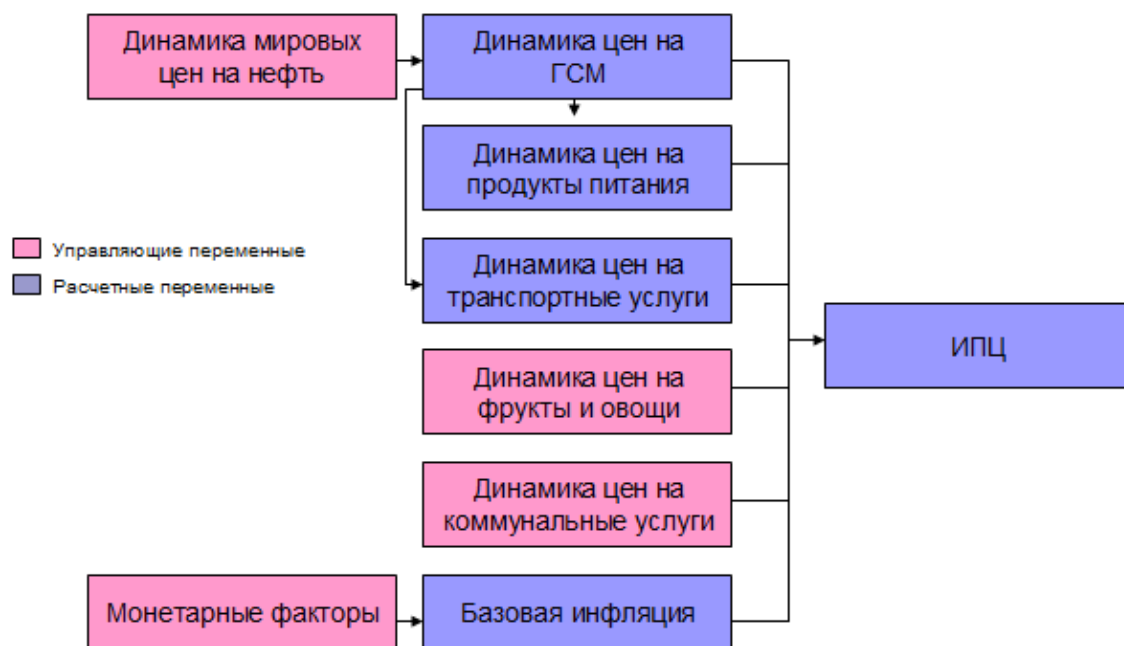 Динамика мировых
цен на нефть
Динамика цен на
ГСМ
Динамика цен на
продукты питания
Управляющие переменные
Расчетные переменные
Динамика цен на
транспортные услуги
ИПЦ
Динамика цен на
фрукты и овощи
Динамика цен на
коммунальные услуги
Монетарные факторы
Базовая инфляция